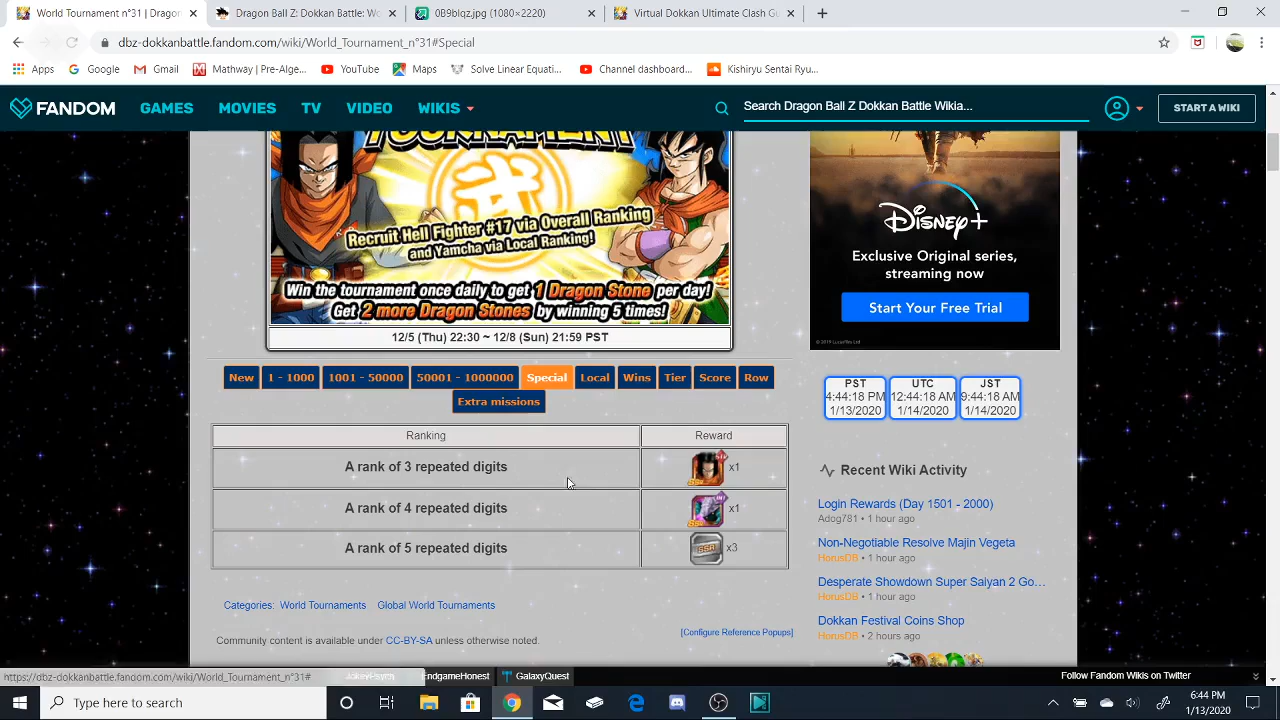 World Tournament n°31 | Dragon
Dragon Ball Z: Dokkan Battle: Wo
0B9blqz.jpg (1080×2220)
Virtual Dokkan Ultimate Clash Gu
dbz-dokkanbattle.fandom.com/wiki/World_Tournament_n°31#Special
Apps
Google
Gmail
Mathway | Pre-Alge...
YouTube
Maps
Solve Linear Equati...
Channel dashboard...
Kishiryu Sentai Ryu...
FANDOM
GAMES
MOVIES
TV
VIDEO
WIKIS
Search Dragon Ball Z Dokkan Battle Wikia...
START A WIKI
TOURNAMENT
武
Recruit Hell Fighter #17 via Overall Ranking
and Yamcha via Local Ranking!
Win the tournament once daily to get 1 Dragon Stone per day!
Get 2 more Dragon Stones by winning 5 times!
12/5 (Thu) 22:30 ~ 12/8 (Sun) 21:59 PST
New
1 - 1000
1001 - 50000
50001 - 1000000
Special
Local
Wins
Tier
Score
Row
Extra missions
Ranking
Reward
A rank of 3 repeated digits
x1
A rank of 4 repeated digits
x1
A rank of 5 repeated digits
x3
Categories: World Tournaments Global World Tournaments
Community content is available under CC-BY-SA unless otherwise noted.
[Configure Reference Popups]
Disney+
Exclusive Original series,
streaming now
Start Your Free Trial
PST
4:44:18 PM
1/13/2020
UTC
12:44:18 AM
1/14/2020
JST
9:44:18 AM
1/14/2020
Recent Wiki Activity
Login Rewards (Day 1501 - 2000)
Adog781 • 1 hour ago
Non-Negotiable Resolve Majin Vegeta
HorusDB • 1 hour ago
Desperate Showdown Super Saiyan 2 Go...
HorusDB • 1 hour ago
Dokkan Festival Coins Shop
HorusDB • 2 hours ago
https://dbz-dokkanbattle.fandom.com/wiki/World_Tournament_n°31#
EndgameHonest
GalaxyQuest
Follow Fandom Wikis on Twitter
Type here to search
6:44 PM
1/13/2020